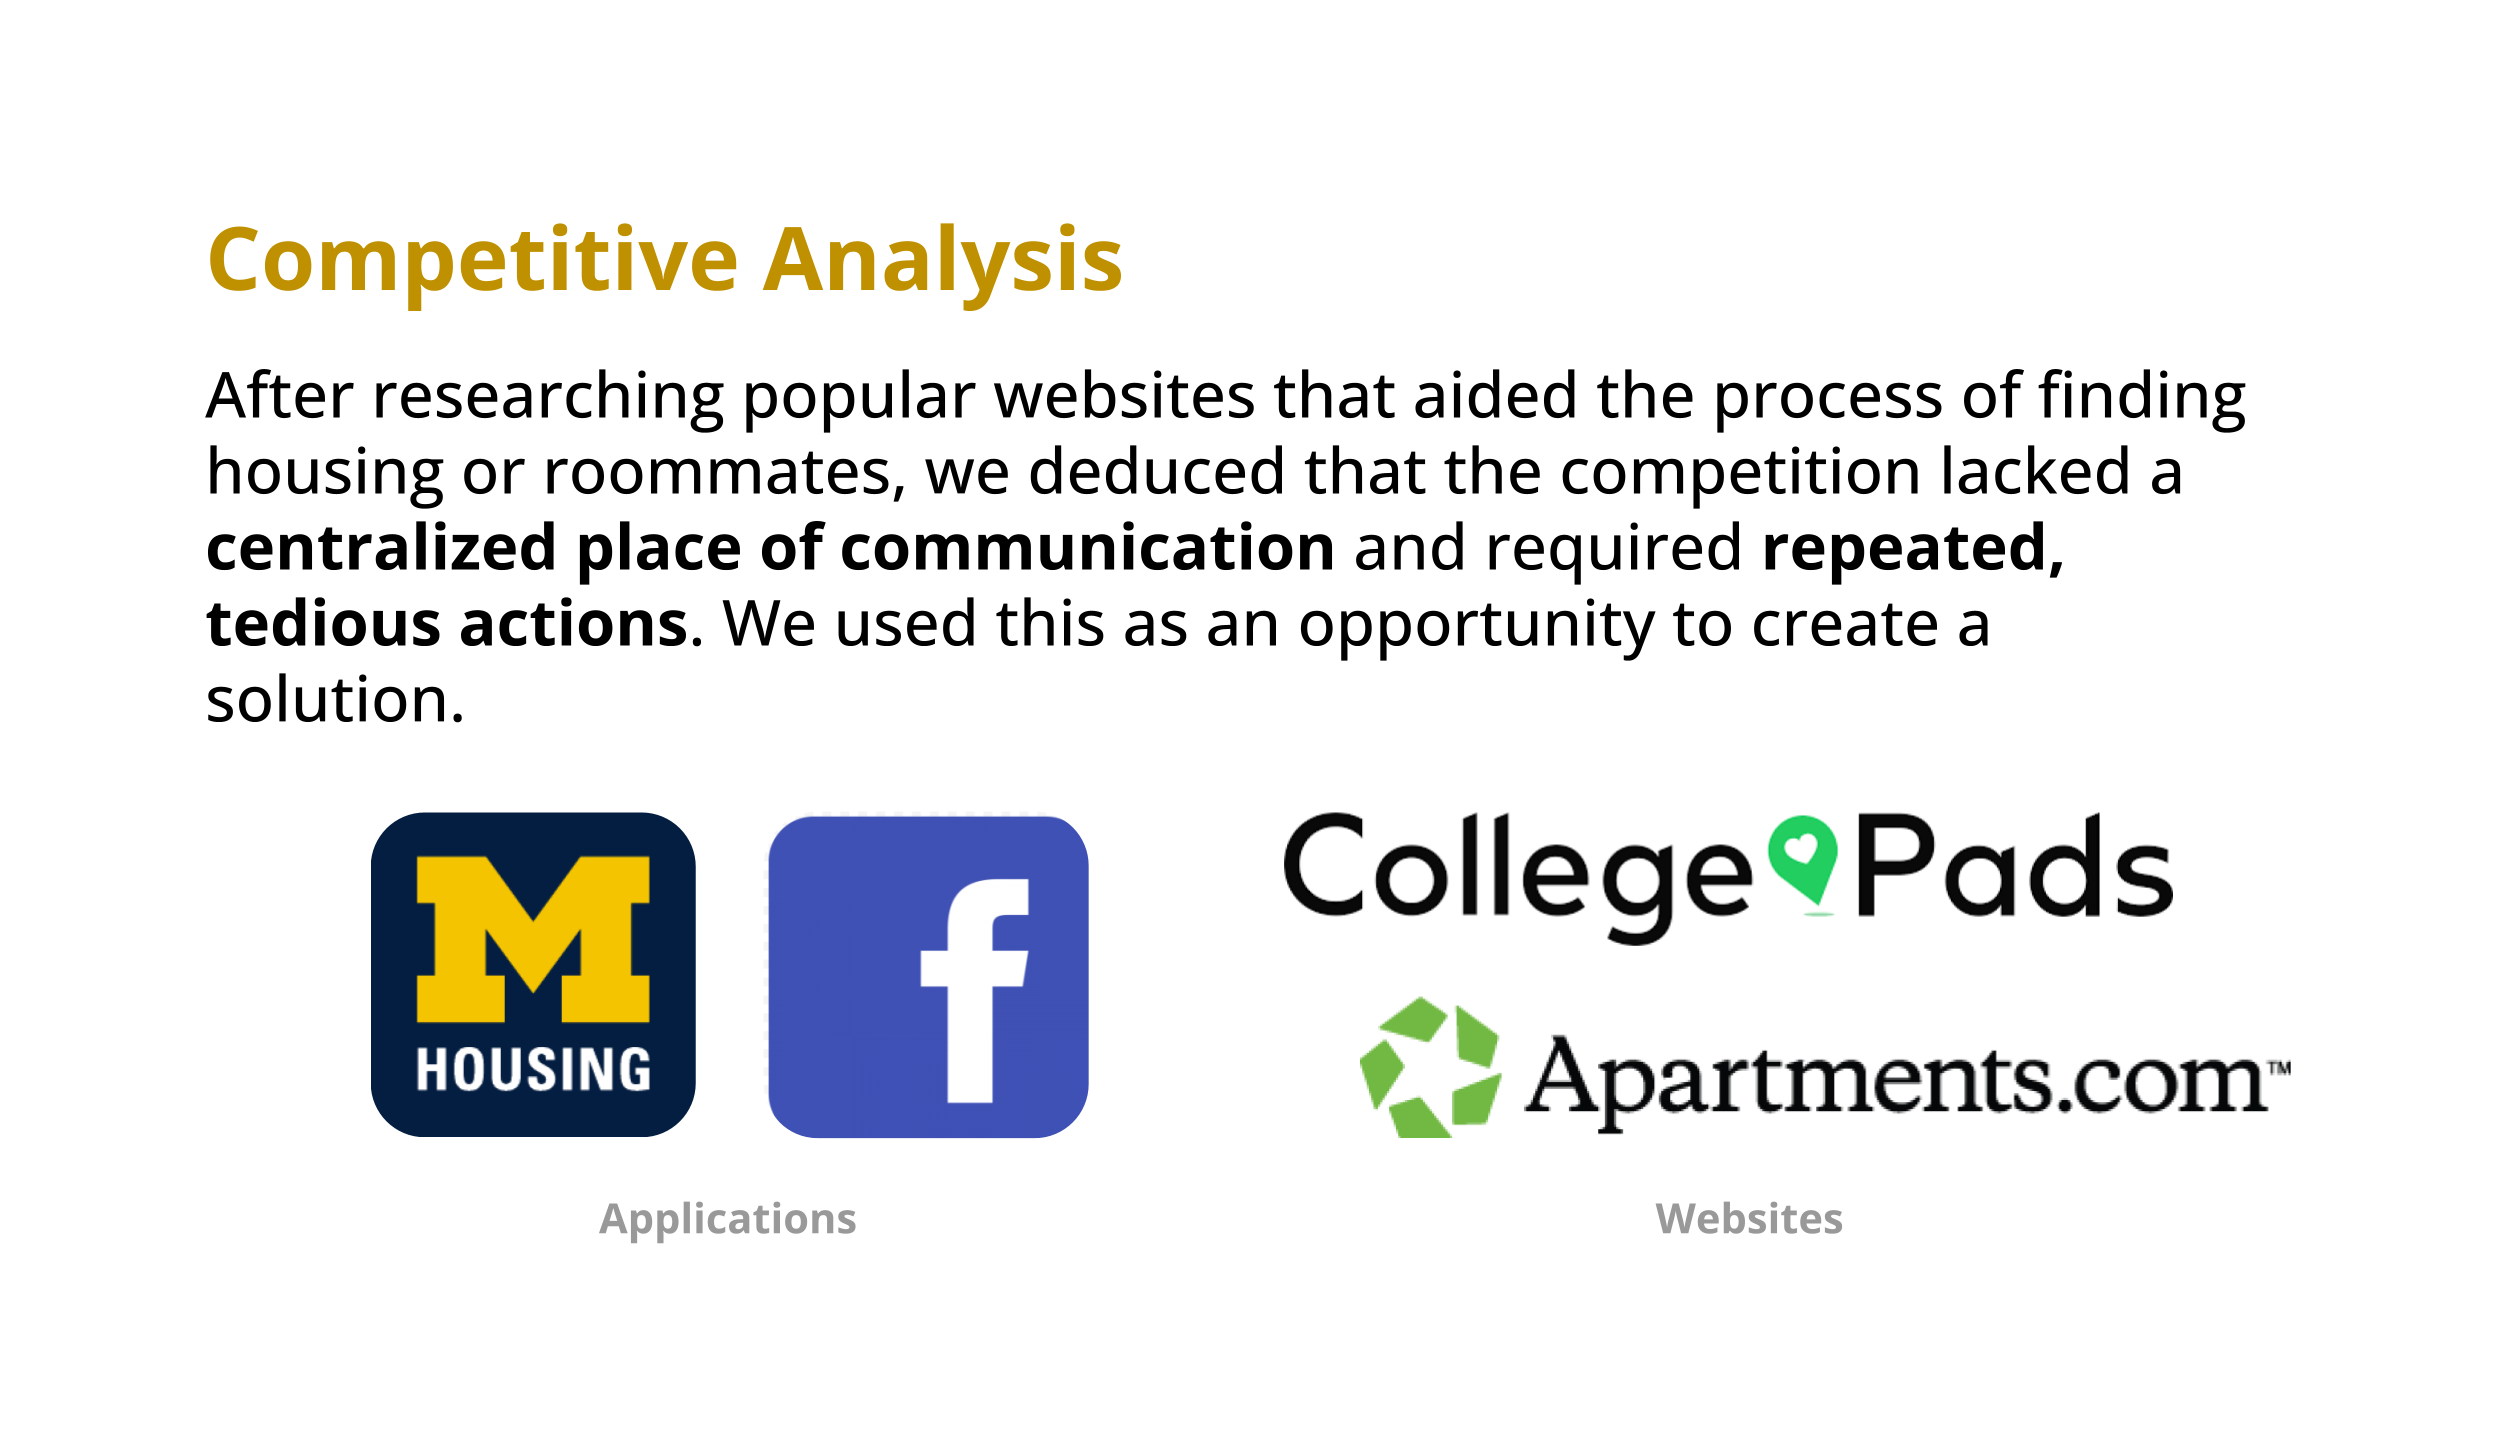 Competitive Analysis
After researching popular websites that aided the process of finding
housing or roommates, we deduced that the competition lacked a
centralized place of communication and required repeated,
tedious actions. We used this as an opportunity to create a
solution.
M
HOUSING
f
College Pads
Apartments.com™
Applications
Websites